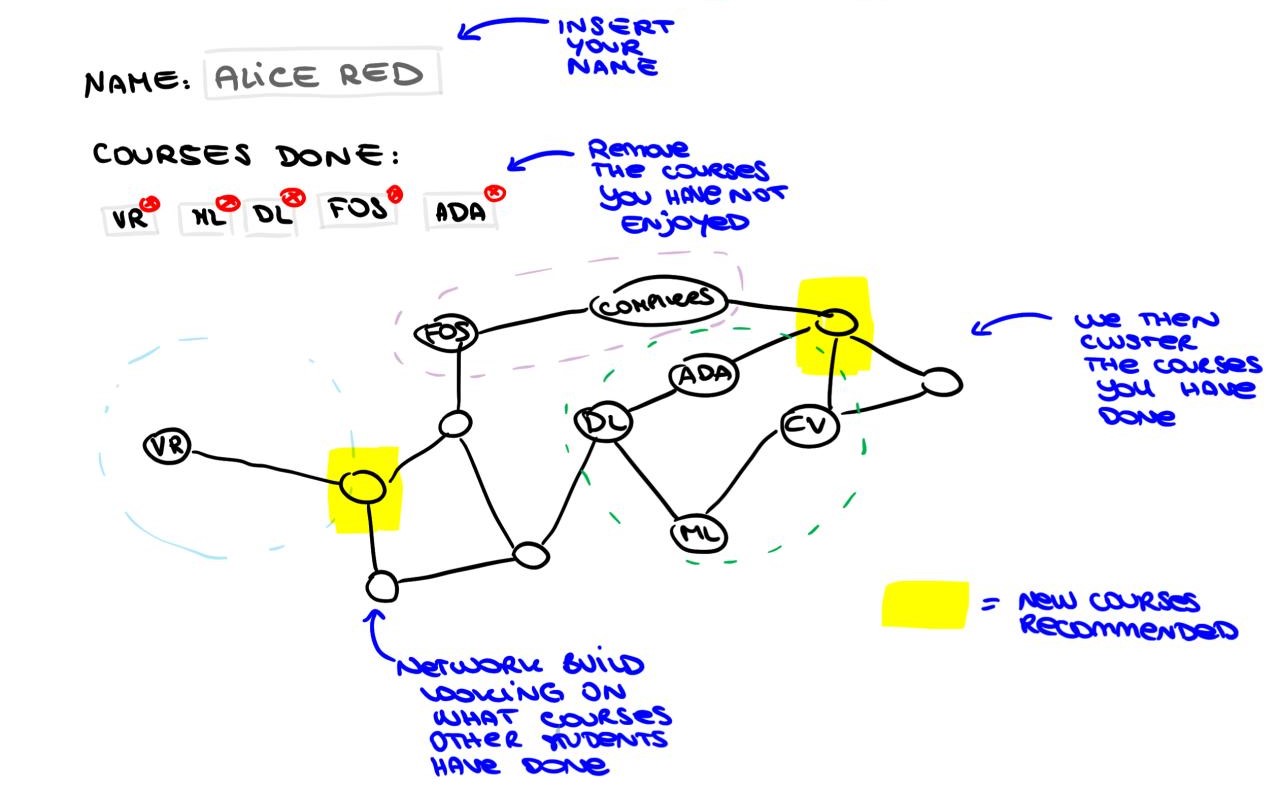 INSERT
YOUR
NAME
NAME: ALICE RED
COURSES DONE:
Remove
THE COURSES
YOU HAVE NOT
ENJOYED
VR ML DL FOS ADA
FOS
COMPILERS
WE THEN
CLUSTER
THE COURSES
YOU HAVE
DONE
ADA
DL
CV
VR
ML
= NEW COURSES
RECOMMENDED
NETWORK BUILD
LOOKING ON
WHAT COURSES
OTHER STUDENTS
HAVE DONE